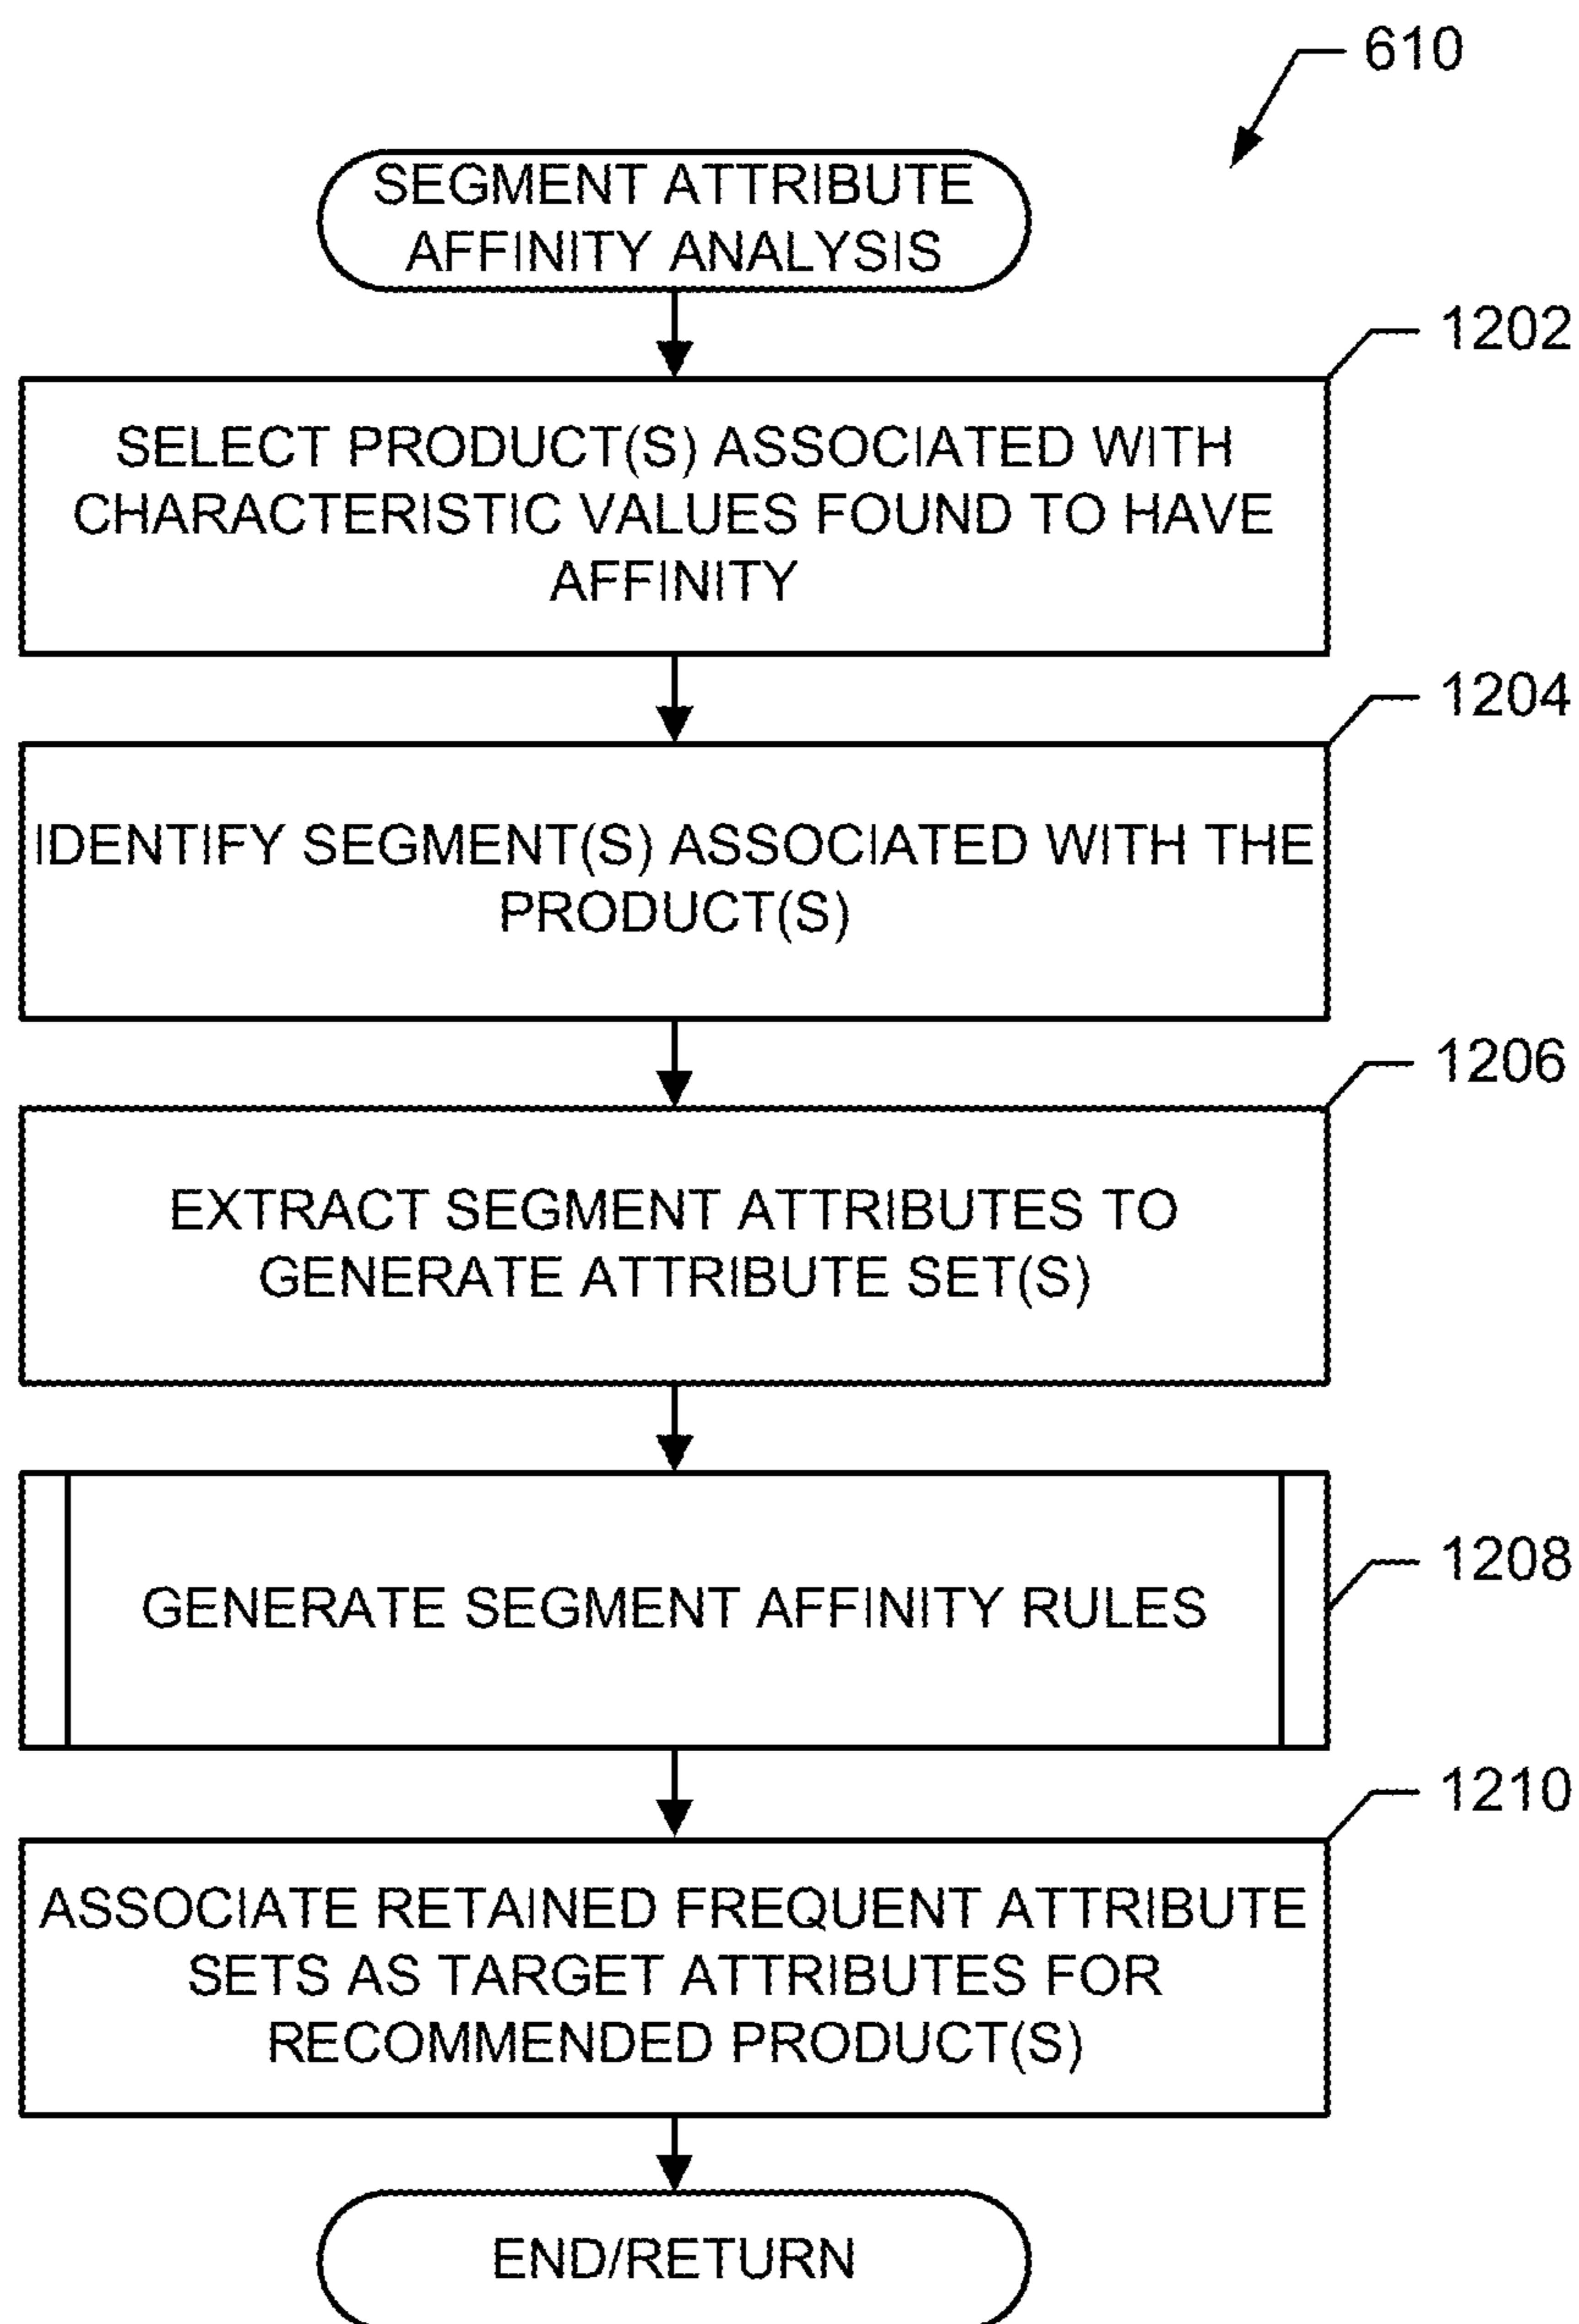 610
SEGMENT ATTRIBUTE
AFFINITY ANALYSIS
1202
SELECT PRODUCT(S) ASSOCIATED WITH
CHARACTERISTIC VALUES FOUND TO HAVE
AFFINITY
1204
IDENTIFY SEGMENT(S) ASSOCIATED WITH THE
PRODUCT(S)
1206
EXTRACT SEGMENT ATTRIBUTES TO
GENERATE ATTRIBUTE SET(S)
1208
GENERATE SEGMENT AFFINITY RULES
1210
ASSOCIATE RETAINED FREQUENT ATTRIBUTE
SETS AS TARGET ATTRIBUTES FOR
RECOMMENDED PRODUCT(S)
END/RETURN